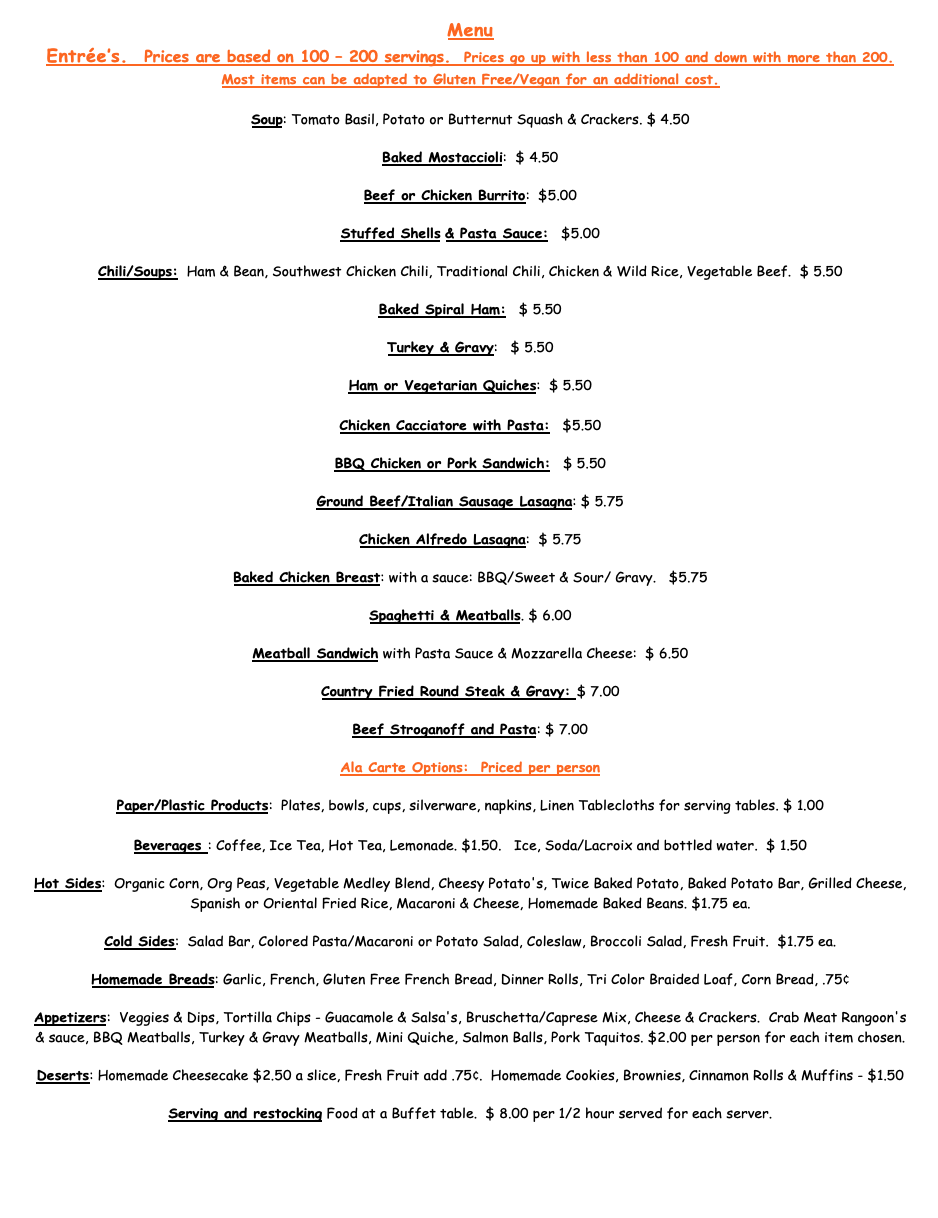 Menu
Entrée's. Prices are based on 100 – 200 servings. Prices go up with less than 100 and down with more than 200.
Most items can be adapted to Gluten Free/Vegan for an additional cost.
Soup: Tomato Basil, Potato or Butternut Squash & Crackers. $ 4.50
Baked Mostaccioli: $ 4.50
Beef or Chicken Burrito: $5.00
Stuffed Shells & Pasta Sauce: $5.00
Chili/Soups: Ham & Bean, Southwest Chicken Chili, Traditional Chili, Chicken & Wild Rice, Vegetable Beef. $ 5.50
Baked Spiral Ham: $ 5.50
Turkey & Gravy: $ 5.50
Ham or Vegetarian Quiches: $ 5.50
Chicken Cacciatore with Pasta: $5.50
BBQ Chicken or Pork Sandwich: $ 5.50
Ground Beef/Italian Sausage Lasagna: $ 5.75
Chicken Alfredo Lasagna: $ 5.75
Baked Chicken Breast: with a sauce: BBQ/Sweet & Sour/ Gravy. $5.75
Spaghetti & Meatballs. $ 6.00
Meatball Sandwich with Pasta Sauce & Mozzarella Cheese: $ 6.50
Country Fried Round Steak & Gravy: $ 7.00
Beef Stroganoff and Pasta: $ 7.00
Ala Carte Options: Priced per person
Paper/Plastic Products: Plates, bowls, cups, silverware, napkins, Linen Tablecloths for serving tables. $ 1.00
Beverages : Coffee, Ice Tea, Hot Tea, Lemonade. $1.50. Ice, Soda/Lacroix and bottled water. $ 1.50
Hot Sides: Organic Corn, Org Peas, Vegetable Medley Blend, Cheesy Potato's, Twice Baked Potato, Baked Potato Bar, Grilled Cheese,
Spanish or Oriental Fried Rice, Macaroni & Cheese, Homemade Baked Beans. $1.75 ea.
Cold Sides: Salad Bar, Colored Pasta/Macaroni or Potato Salad, Coleslaw, Broccoli Salad, Fresh Fruit. $1.75 ea.
Homemade Breads: Garlic, French, Gluten Free French Bread, Dinner Rolls, Tri Color Braided Loaf, Corn Bread, .75¢
Appetizers: Veggies & Dips, Tortilla Chips - Guacamole & Salsa's, Bruschetta/Caprese Mix, Cheese & Crackers. Crab Meat Rangoon's
& sauce, BBQ Meatballs, Turkey & Gravy Meatballs, Mini Quiche, Salmon Balls, Pork Taquitos. $2.00 per person for each item chosen.
Deserts: Homemade Cheesecake $2.50 a slice, Fresh Fruit add .75¢. Homemade Cookies, Brownies, Cinnamon Rolls & Muffins - $1.50
Serving and restocking Food at a Buffet table. $ 8.00 per 1/2 hour served for each server.